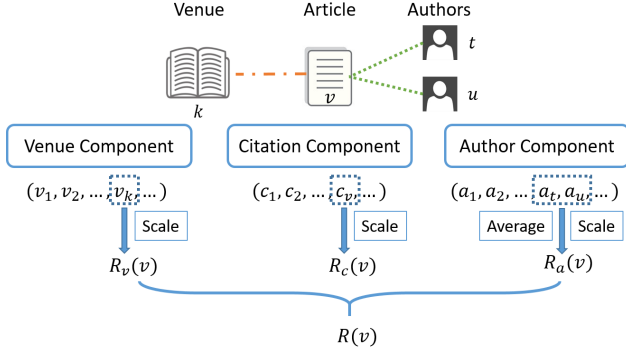 Venue Article Authors
t
k v u
Venue Component Citation Component Author Component
(v₁, v₂, …, vₖ, …) (c₁, c₂, …, cᵥ, …) (a₁, a₂, … aₜ, aᵤ, …)
Scale Scale Average Scale
Rᵥ(v) R_c(v) Rₐ(v)
R(v)